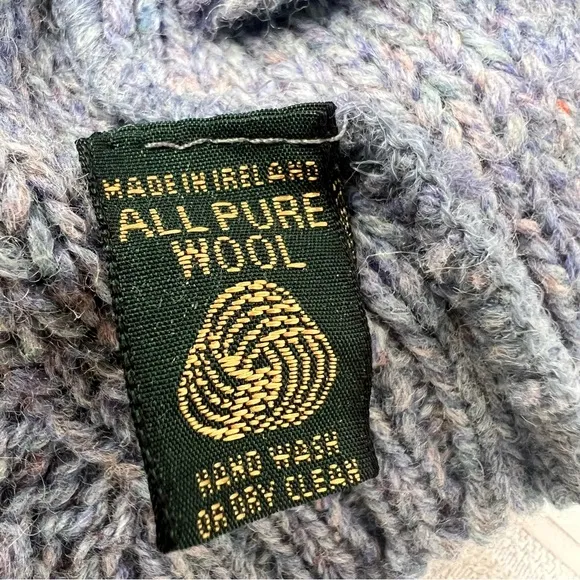 MADE IN IRELAND
ALL PURE
WOOL
HAND WASH
OR DRY CLEAN